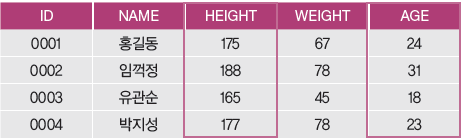 ID NAME HEIGHT WEIGHT AGE
0001 홍길동 175 67 24
0002 임꺽정 188 78 31
0003 유관순 165 45 18
0004 박지성 177 78 23